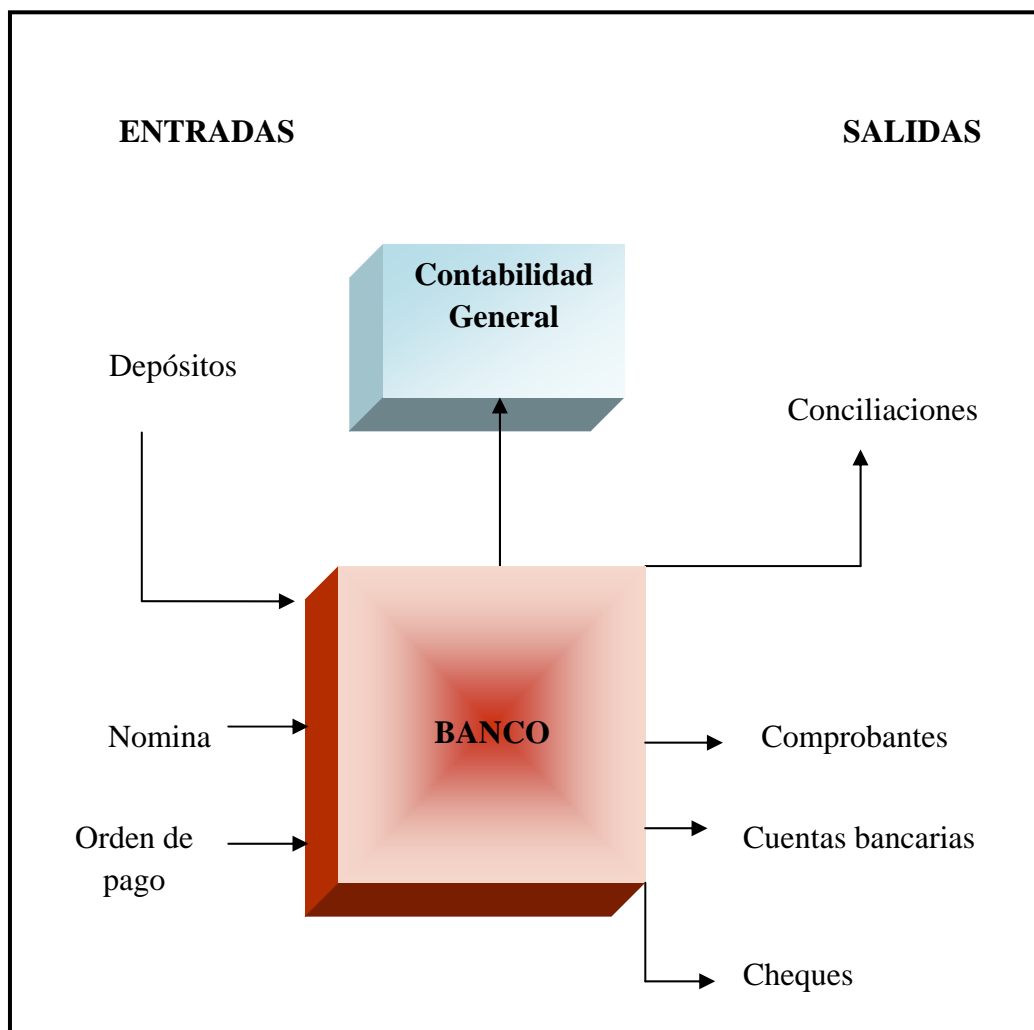 ENTRADAS
SALIDAS
Contabilidad
General
Depósitos
Conciliaciones
Nomina
BANCO
Comprobantes
Orden de
pago
Cuentas bancarias
Cheques